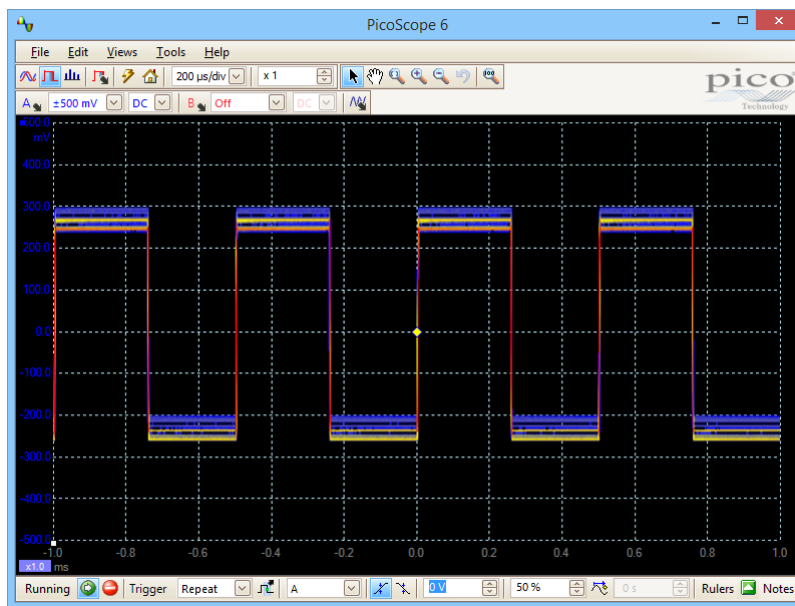 PicoScope 6
File Edit Views Tools Help
200 µs/div x 1
pico
Technology
A ±500 mV DC B Off DC
500.0
mV
400.0
300.0
200.0
100.0
0.0
-100.0
-200.0
-300.0
-400.0
-500.0
-1.0 -0.8 -0.6 -0.4 -0.2 0.0 0.2 0.4 0.6 0.8 1.0
x1.0 ms
Running Trigger Repeat A 0 V 50 % 0 s Rulers Notes